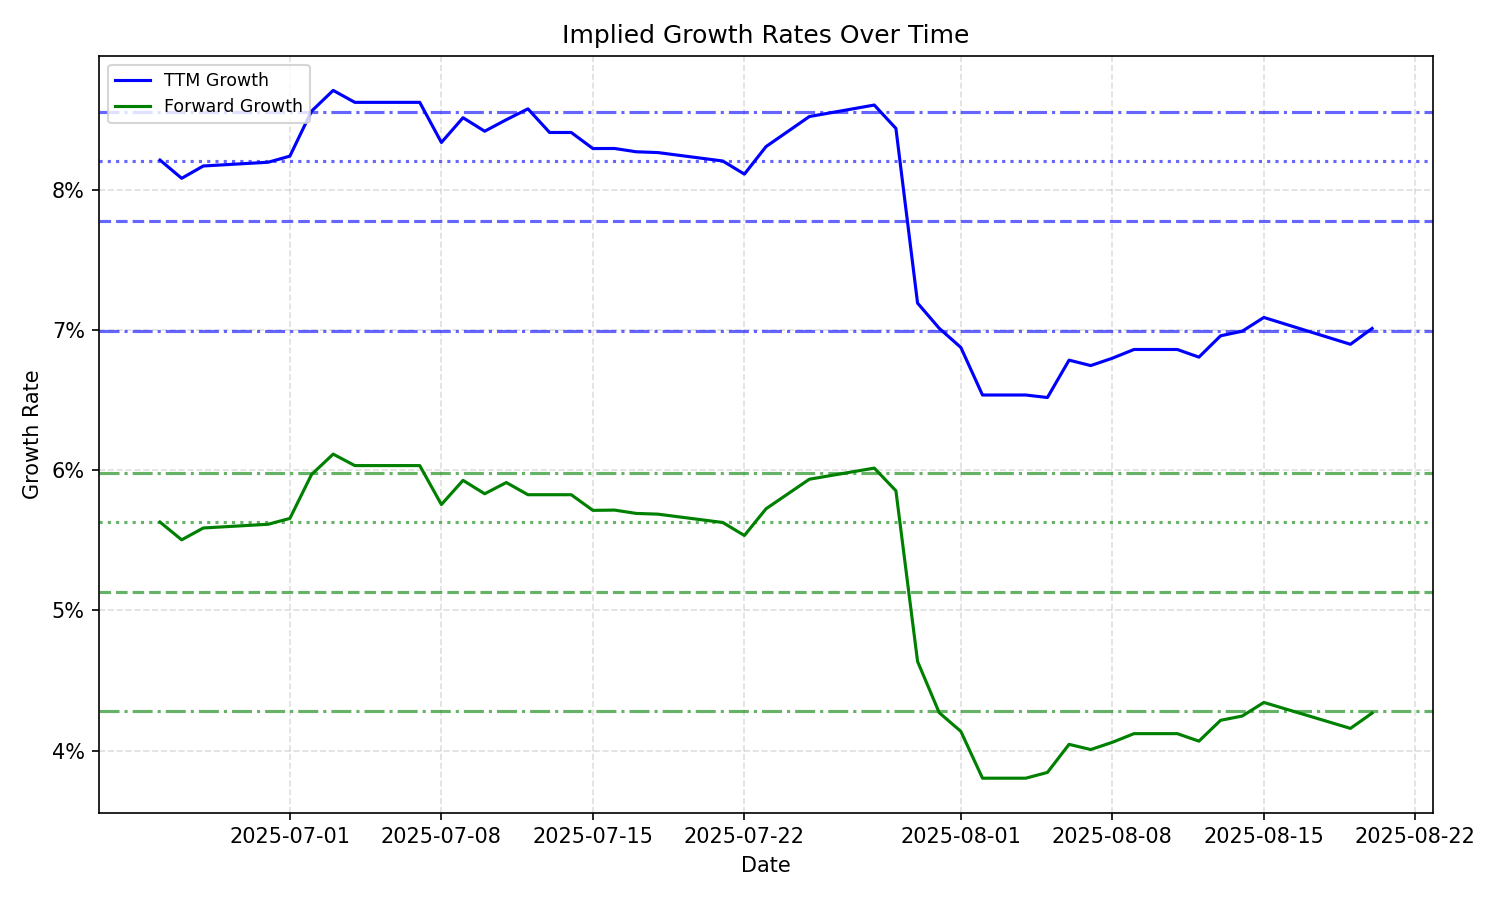 Implied Growth Rates Over Time
TTM Growth
Forward Growth
8%
7%
6%
5%
4%
Growth Rate
2025-07-01
2025-07-08
2025-07-15
2025-07-22
2025-08-01
2025-08-08
2025-08-15
2025-08-22
Date